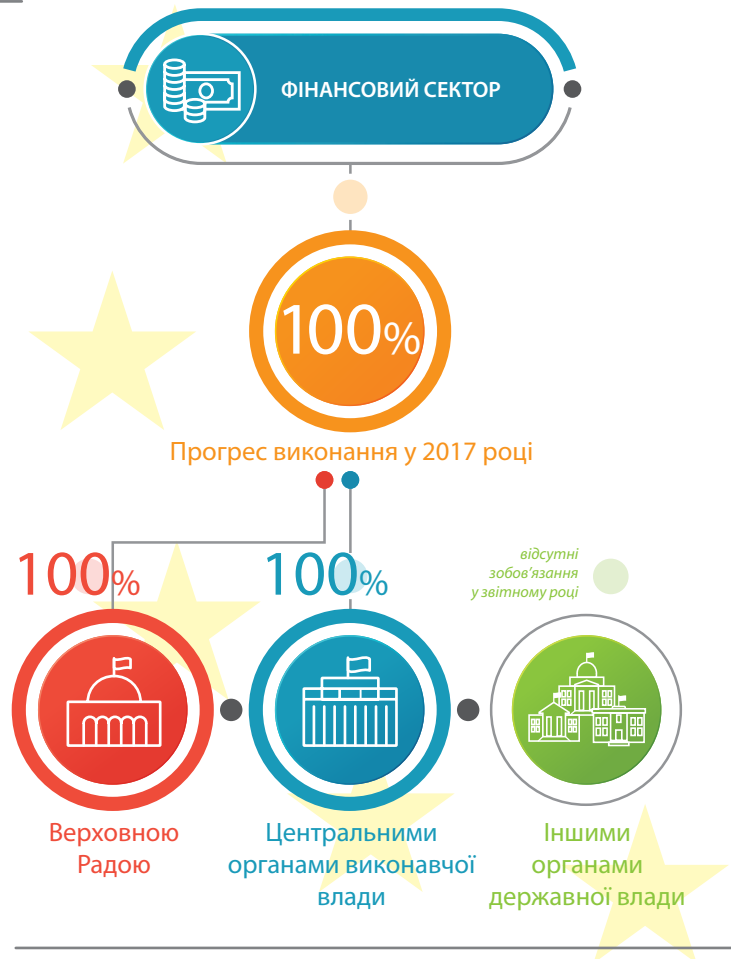 ФІНАНСОВИЙ СЕКТОР
100%
Прогрес виконання у 2017 році
100%
100%
відсутні
зобов'язання
у звітному році
Верховною
Радою
Центральними
органами виконавчої
влади
Іншими
органами
державної влади